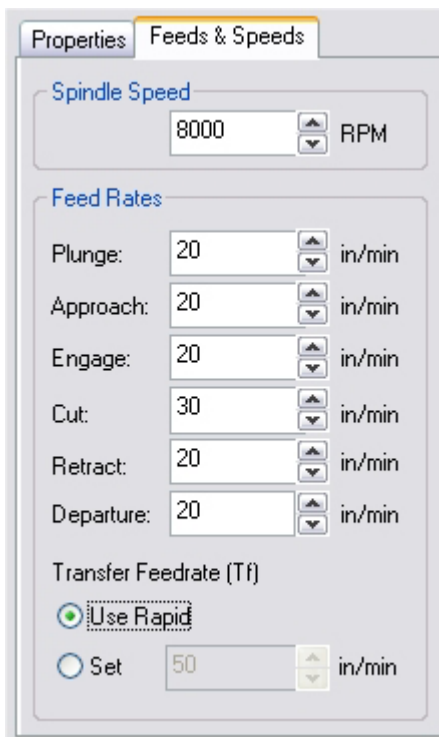 Properties Feeds & Speeds
Spindle Speed
8000 RPM
Feed Rates
Plunge: 20 in/min
Approach: 20 in/min
Engage: 20 in/min
Cut: 30 in/min
Retract: 20 in/min
Departure: 20 in/min
Transfer Feedrate (Tf)
Use Rapid
Set 50 in/min